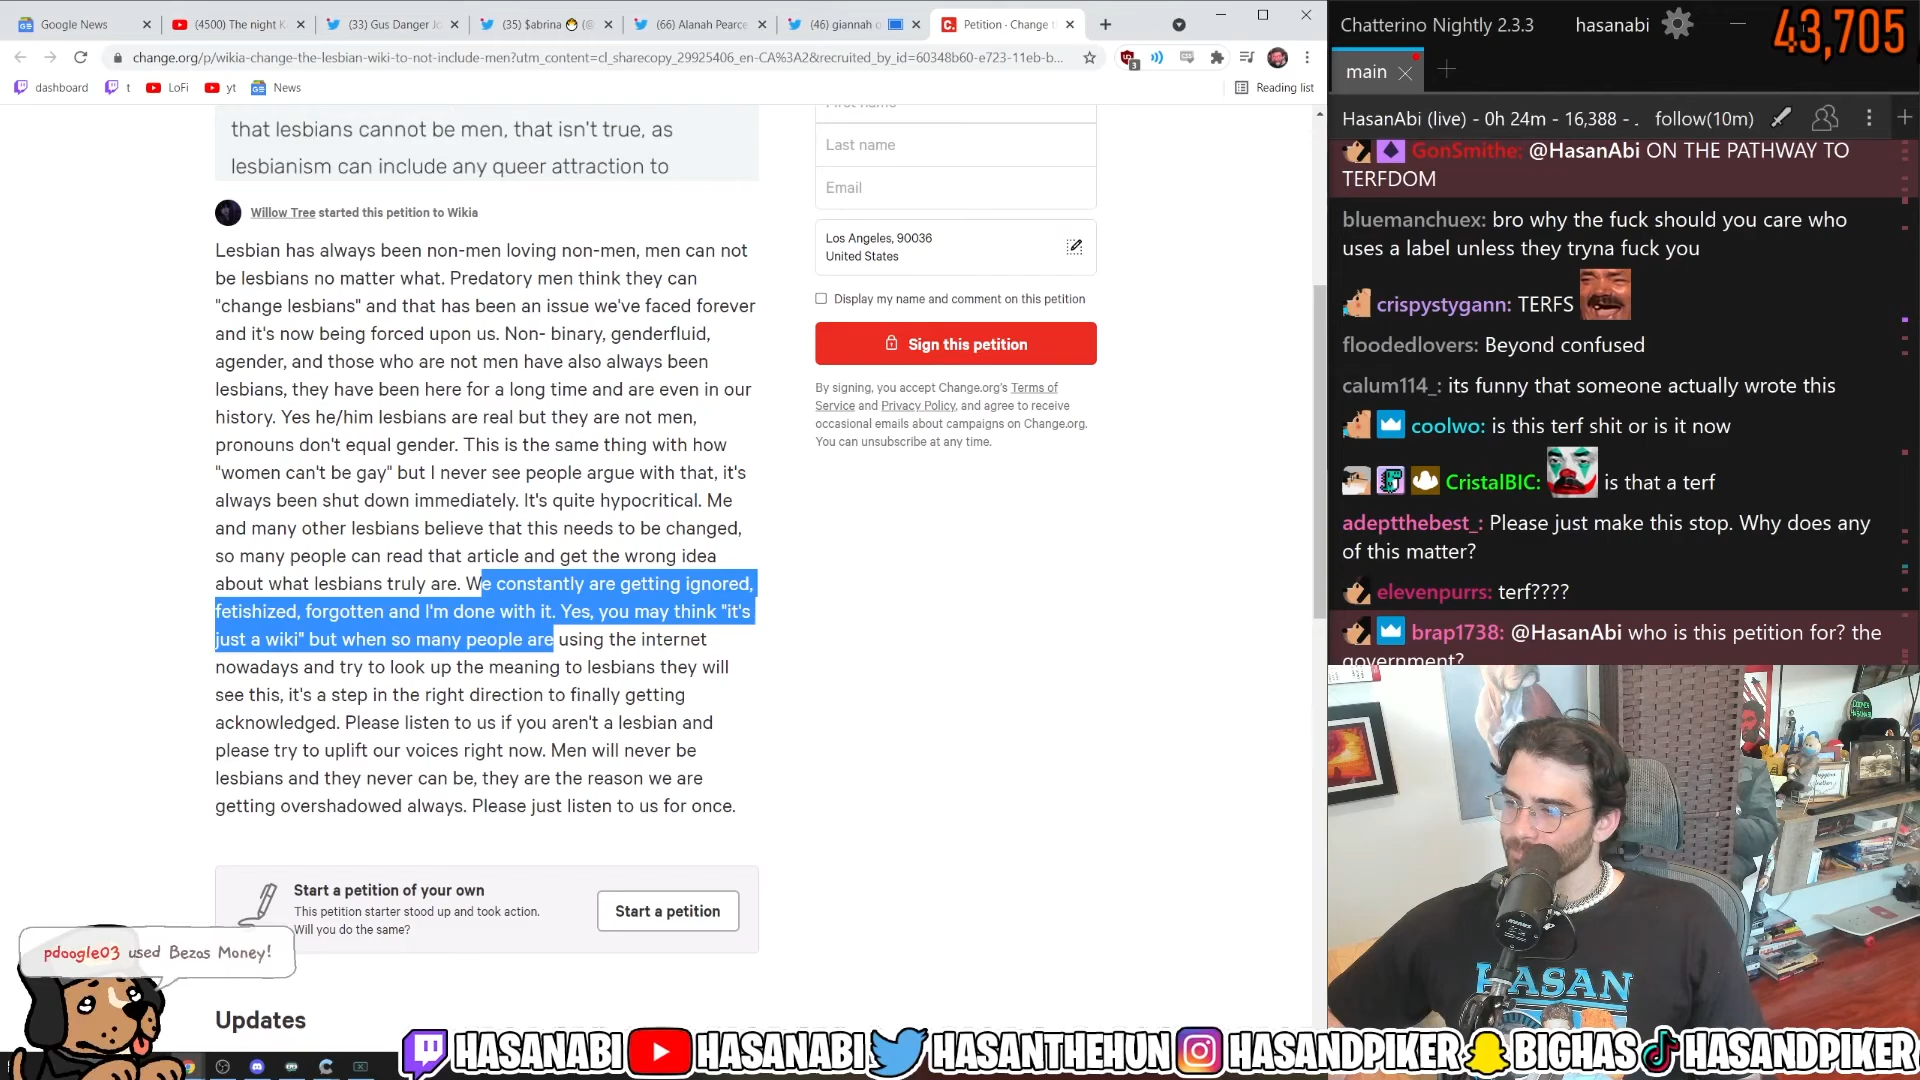 Google News
(4500) The night K
(33) Gus Danger Jo
(35) $abrina
(66) Alanah Pearce
(46) giannah o
Petition · Change t
change.org/p/wikia-change-the-lesbian-wiki-to-not-include-men?utm_content=cl_sharecopy_29925406_en-CA%3A2&recruited_by_id=60348b60-e723-11eb-b...
3
dashboard
t
LoFi
yt
News
Reading list
that lesbians cannot be men, that isn't true, as
lesbianism can include any queer attraction to
Willow Tree started this petition to Wikia
Lesbian has always been non-men loving non-men, men can not
be lesbians no matter what. Predatory men think they can
"change lesbians" and that has been an issue we've faced forever
and it's now being forced upon us. Non- binary, genderfluid,
agender, and those who are not men have also always been
lesbians, they have been here for a long time and are even in our
history. Yes he/him lesbians are real but they are not men,
pronouns don't equal gender. This is the same thing with how
"women can't be gay" but I never see people argue with that, it's
always been shut down immediately. It's quite hypocritical. Me
and many other lesbians believe that this needs to be changed,
so many people can read that article and get the wrong idea
about what lesbians truly are. We constantly are getting ignored,
fetishized, forgotten and I'm done with it. Yes, you may think "it's
just a wiki" but when so many people are using the internet
nowadays and try to look up the meaning to lesbians they will
see this, it's a step in the right direction to finally getting
acknowledged. Please listen to us if you aren't a lesbian and
please try to uplift our voices right now. Men will never be
lesbians and they never can be, they are the reason we are
getting overshadowed always. Please just listen to us for once.
Start a petition of your own
This petition starter stood up and took action.
Will you do the same?
Start a petition
Updates
First name
Last name
Email
Los Angeles, 90036
United States
Display my name and comment on this petition
Sign this petition
By signing, you accept Change.org's Terms of
Service and Privacy Policy, and agree to receive
occasional emails about campaigns on Change.org.
You can unsubscribe at any time.
Chatterino Nightly 2.3.3
hasanabi
43,705
main
HasanAbi (live) - 0h 24m - 16,388 - .
follow(10m)
GonSmithe: @HasanAbi ON THE PATHWAY TO
TERFDOM
bluemanchuex: bro why the fuck should you care who
uses a label unless they tryna fuck you
crispystygann: TERFS
floodedlovers: Beyond confused
calum114_: its funny that someone actually wrote this
coolwo: is this terf shit or is it now
CristalBIC: is that a terf
adeptthebest_: Please just make this stop. Why does any
of this matter?
elevenpurrs: terf????
brap1738: @HasanAbi who is this petition for? the
government?
HASAN
pdoogle03 used Bezos Money!
HASANABI
HASANABI
HASANTHEHUN
HASANDPIKER
BIGHAS
HASANDPIKER